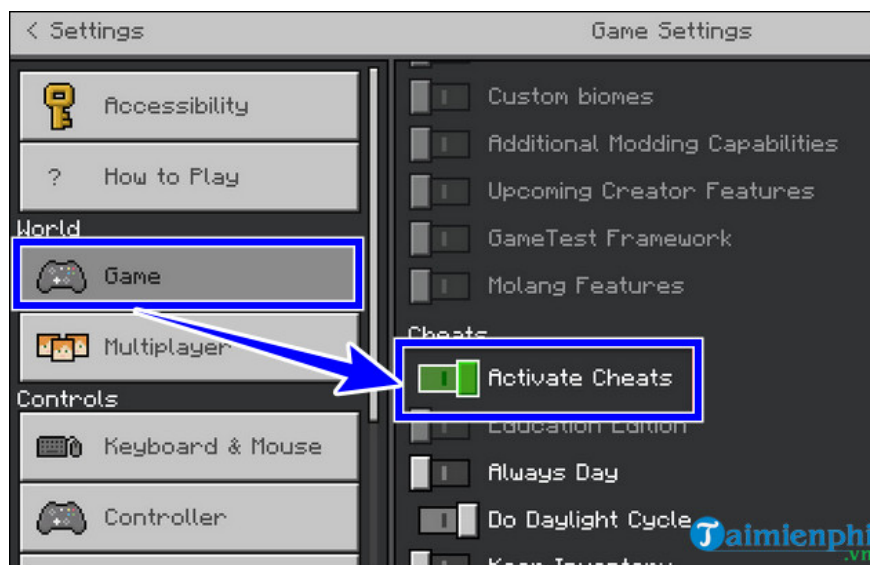 < Settings
Game Settings
Accessibility
? How to Play
World
Game
Multiplayer
Controls
Keyboard & Mouse
Controller
Custom biomes
Additional Modding Capabilities
Upcoming Creator Features
GameTest Framework
Molang Features
Cheats
Activate Cheats
Education Edition
Always Day
Do Daylight Cycle
Keep Inventory
Taimienphi
.vn